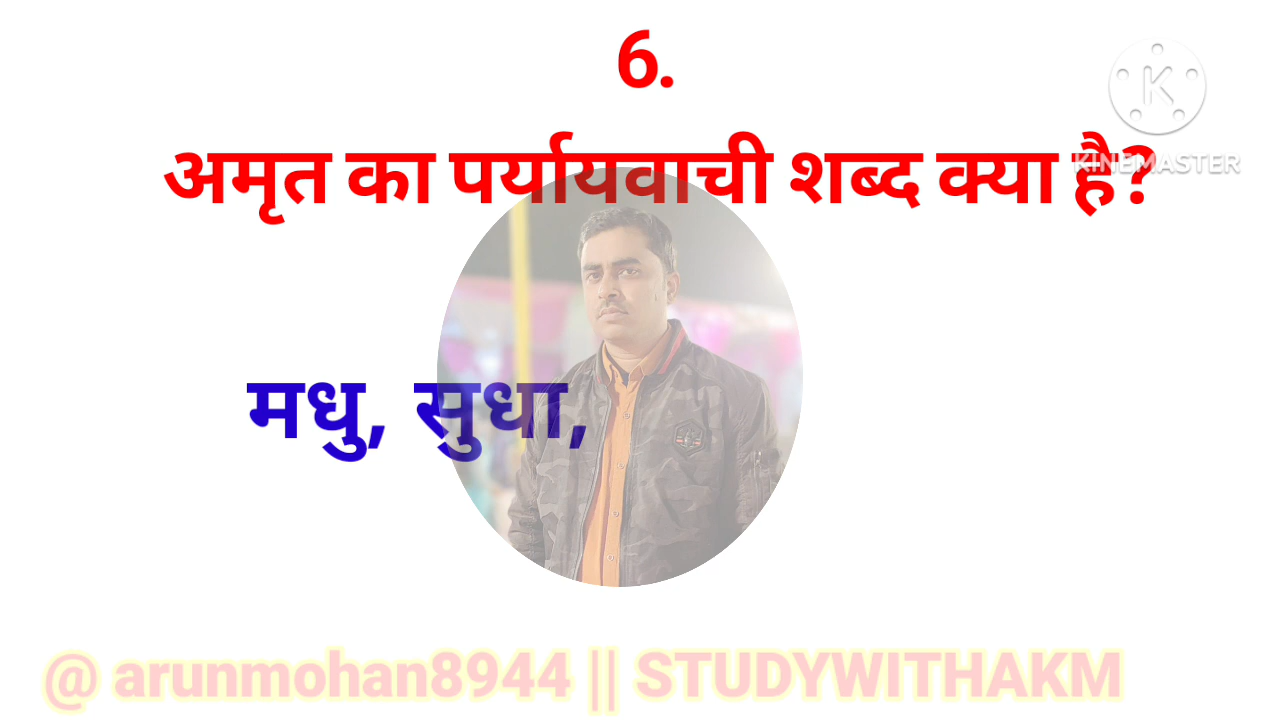 6.
KINEMASTER
अमृत का पर्यायवाची शब्द क्या है?
मधु, सुधा,
@ arunmohan8944 || STUDYWITHAKM